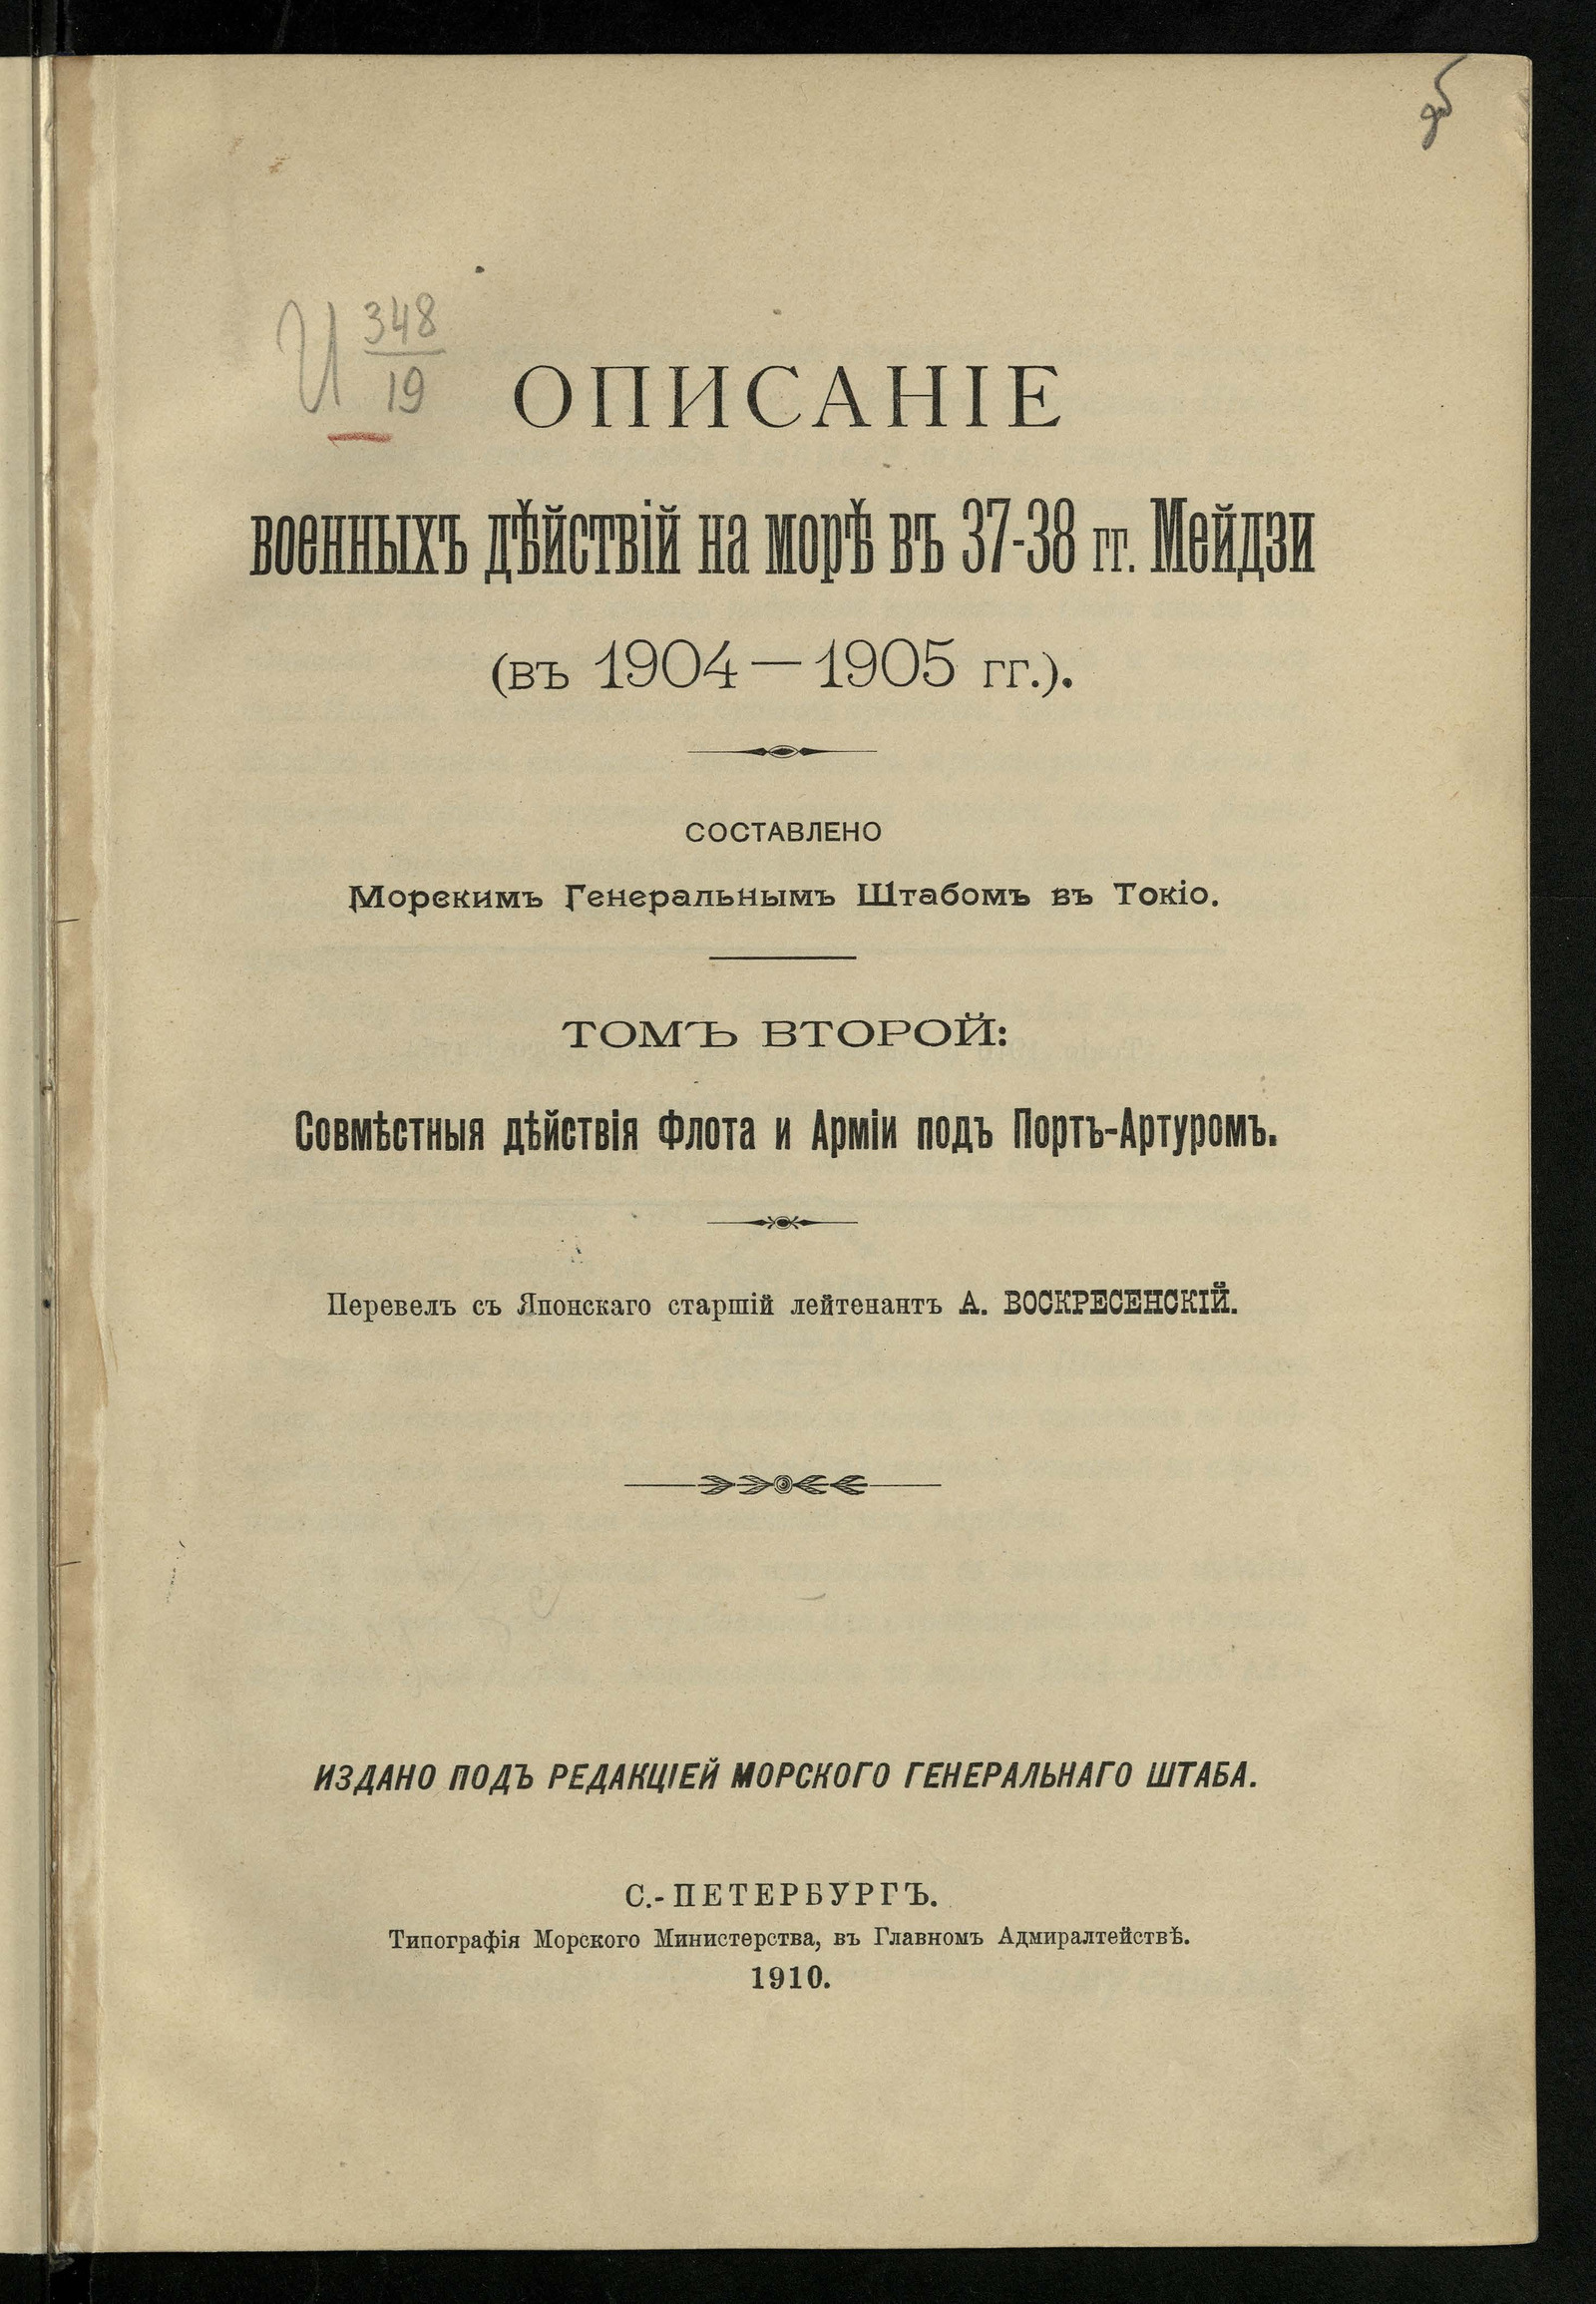 И 348
19
ОПИСАНІЕ
военныхъ дѣйствій на морѣ въ 37-38 гг. Мейдзи
(въ 1904—1905 гг.).
СОСТАВЛЕНО
Морскимъ Генеральнымъ Штабомъ въ Токіо.
ТОМЪ ВТОРОЙ:
Совмѣстныя дѣйствія Флота и Арміи подъ Портъ-Артуромъ.
Перевелъ съ Японскаго старшій лейтенантъ А. ВОСКРЕСЕНСКІЙ.
ИЗДАНО ПОДЪ РЕДАКЦІЕЙ МОРСКОГО ГЕНЕРАЛЬНАГО ШТАБА.
С.-ПЕТЕРБУРГЪ.
Типографія Морского Министерства, въ Главномъ Адмиралтействѣ.
1910.